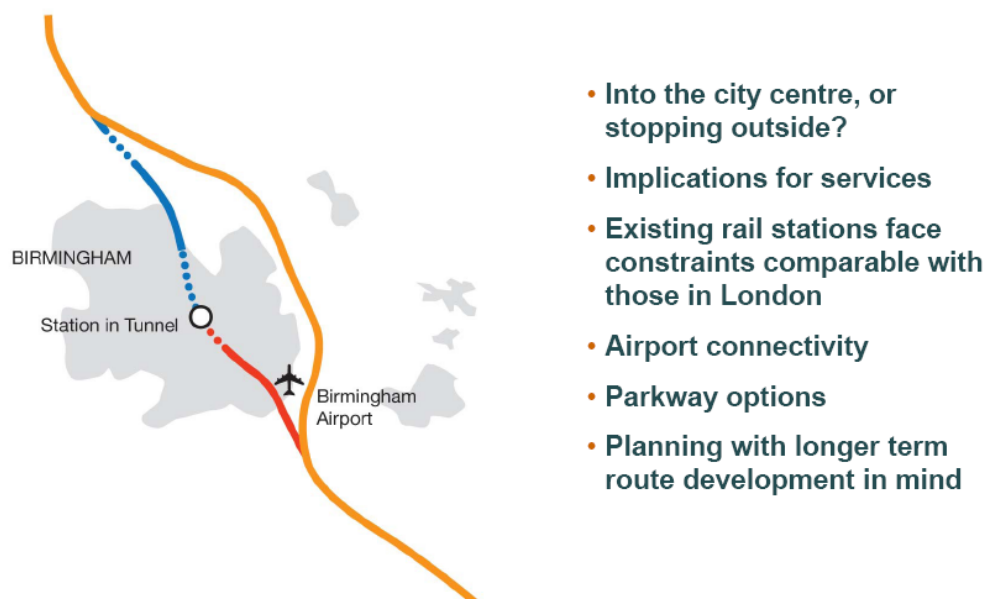 BIRMINGHAM
Station in Tunnel
Birmingham
Airport
• Into the city centre, or
stopping outside?
• Implications for services
• Existing rail stations face
constraints comparable with
those in London
• Airport connectivity
• Parkway options
• Planning with longer term
route development in mind